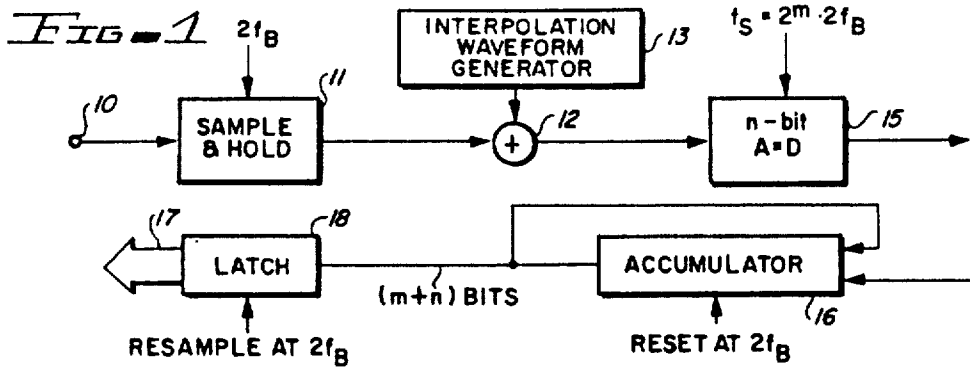 FIG-1
2fB
INTERPOLATION
WAVEFORM
GENERATOR
13
fS = 2^m · 2fB
10
11
SAMPLE
& HOLD
+
12
n-bit
A=D
15
17
18
LATCH
(m+n) BITS
ACCUMULATOR
16
RESAMPLE AT 2fB
RESET AT 2fB